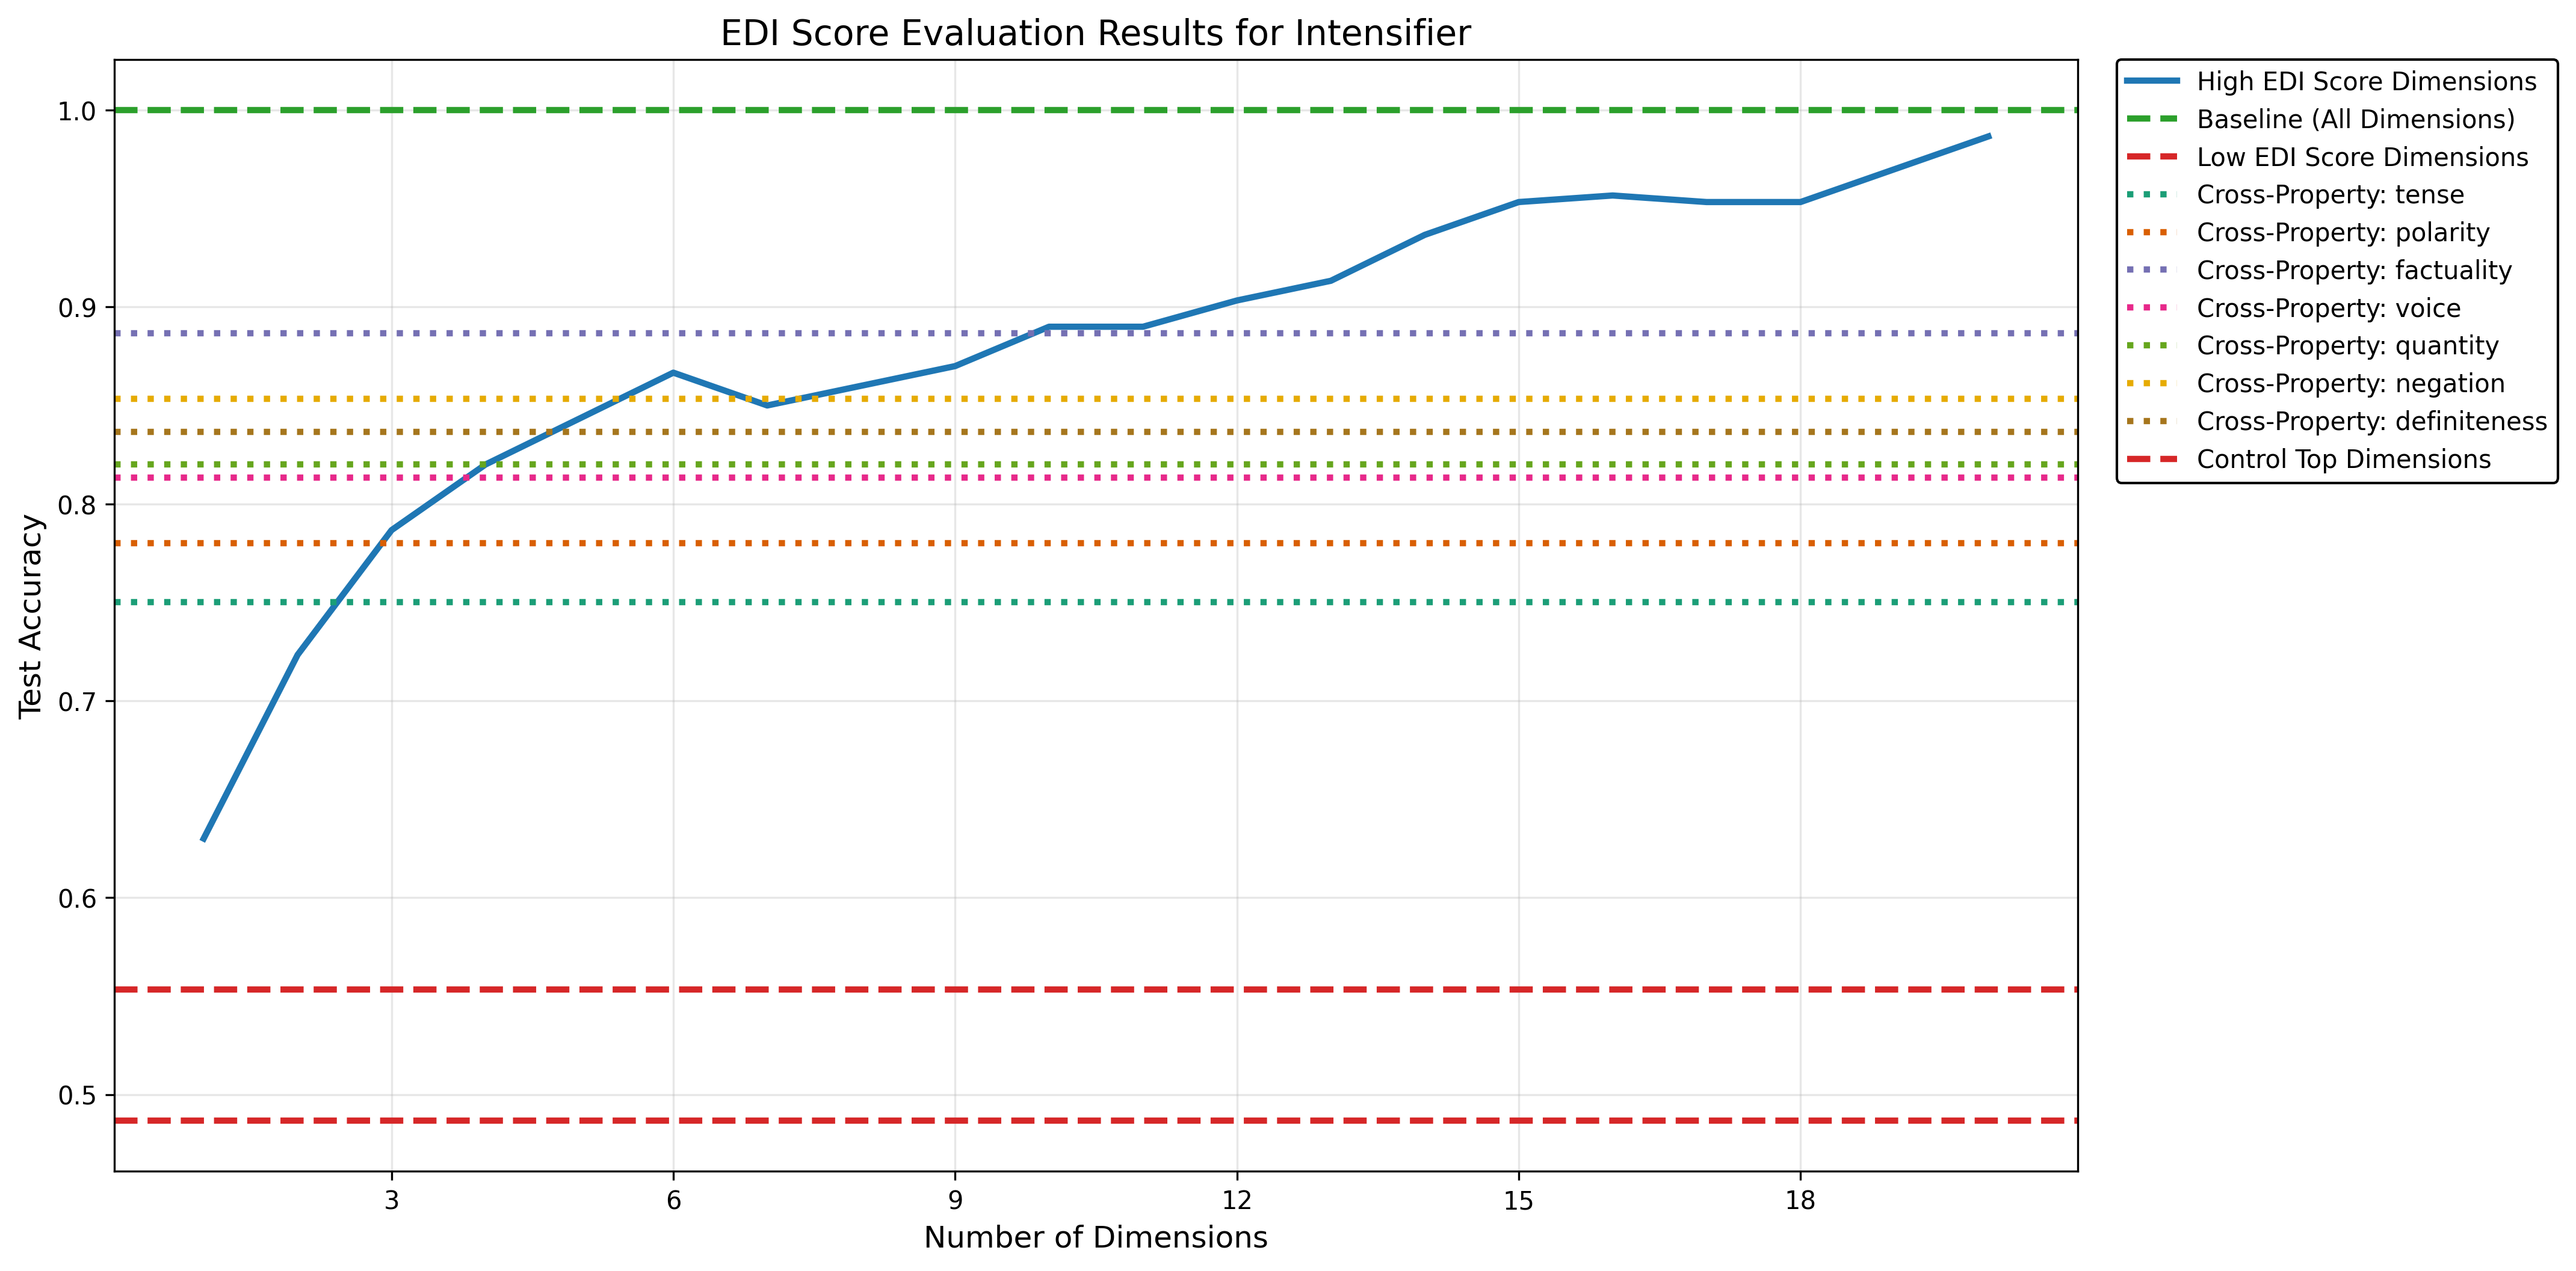 EDI Score Evaluation Results for Intensifier
1.0
0.9
0.8
0.7
0.6
0.5
Test Accuracy
3 6 9 12 15 18
Number of Dimensions
High EDI Score Dimensions
Baseline (All Dimensions)
Low EDI Score Dimensions
Cross-Property: tense
Cross-Property: polarity
Cross-Property: factuality
Cross-Property: voice
Cross-Property: quantity
Cross-Property: negation
Cross-Property: definiteness
Control Top Dimensions